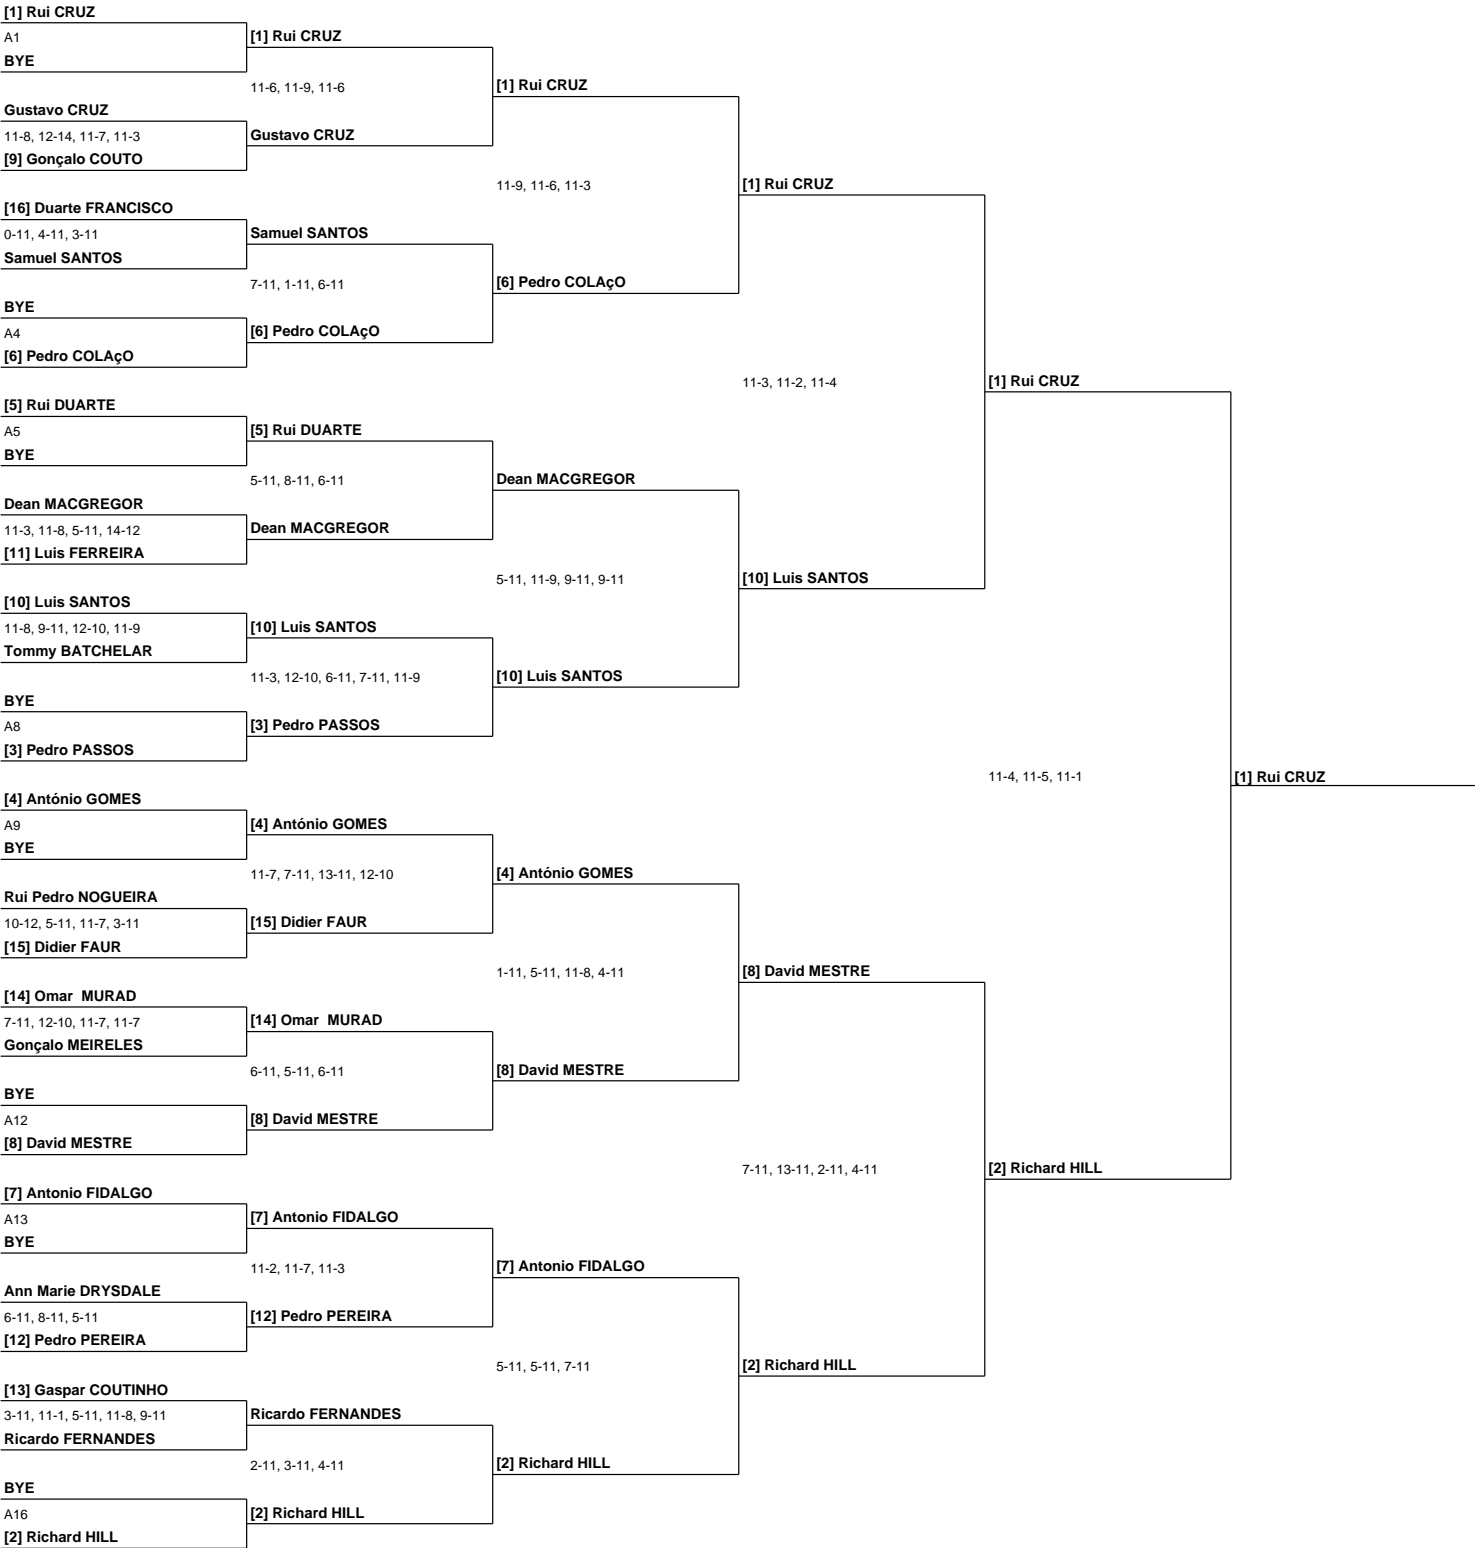 [1] Rui CRUZ
A1
BYE
Gustavo CRUZ
11-8, 12-14, 11-7, 11-3
[9] Gonçalo COUTO
[16] Duarte FRANCISCO
0-11, 4-11, 3-11
Samuel SANTOS
BYE
A4
[6] Pedro COLAçO
[5] Rui DUARTE
A5
BYE
Dean MACGREGOR
11-3, 11-8, 5-11, 14-12
[11] Luis FERREIRA
[10] Luis SANTOS
11-8, 9-11, 12-10, 11-9
Tommy BATCHELAR
BYE
A8
[3] Pedro PASSOS
[4] António GOMES
A9
BYE
Rui Pedro NOGUEIRA
10-12, 5-11, 11-7, 3-11
[15] Didier FAUR
[14] Omar  MURAD
7-11, 12-10, 11-7, 11-7
Gonçalo MEIRELES
BYE
A12
[8] David MESTRE
[7] Antonio FIDALGO
A13
BYE
Ann Marie DRYSDALE
6-11, 8-11, 5-11
[12] Pedro PEREIRA
[13] Gaspar COUTINHO
3-11, 11-1, 5-11, 11-8, 9-11
Ricardo FERNANDES
BYE
A16
[2] Richard HILL
[1] Rui CRUZ
11-6, 11-9, 11-6
Gustavo CRUZ
Samuel SANTOS
7-11, 1-11, 6-11
[6] Pedro COLAçO
[5] Rui DUARTE
5-11, 8-11, 6-11
Dean MACGREGOR
[10] Luis SANTOS
11-3, 12-10, 6-11, 7-11, 11-9
[3] Pedro PASSOS
[4] António GOMES
11-7, 7-11, 13-11, 12-10
[15] Didier FAUR
[14] Omar  MURAD
6-11, 5-11, 6-11
[8] David MESTRE
[7] Antonio FIDALGO
11-2, 11-7, 11-3
[12] Pedro PEREIRA
Ricardo FERNANDES
2-11, 3-11, 4-11
[2] Richard HILL
[1] Rui CRUZ
11-9, 11-6, 11-3
[6] Pedro COLAçO
Dean MACGREGOR
5-11, 11-9, 9-11, 9-11
[10] Luis SANTOS
[4] António GOMES
1-11, 5-11, 11-8, 4-11
[8] David MESTRE
[7] Antonio FIDALGO
5-11, 5-11, 7-11
[2] Richard HILL
[1] Rui CRUZ
11-3, 11-2, 11-4
[10] Luis SANTOS
[8] David MESTRE
7-11, 13-11, 2-11, 4-11
[2] Richard HILL
[1] Rui CRUZ
11-4, 11-5, 11-1
[2] Richard HILL
[1] Rui CRUZ